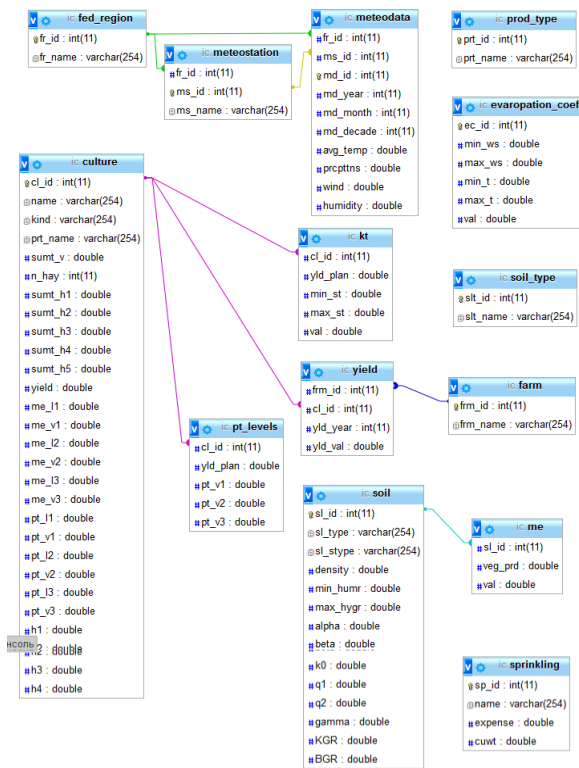 ic fed_region
fr_id : int(11)
fr_name : varchar(254)
ic meteostation
fr_id : int(11)
ms_id : int(11)
ms_name : varchar(254)
ic meteodata
fr_id : int(11)
ms_id : int(11)
md_id : int(11)
md_year : int(11)
md_month : int(11)
md_decade : int(11)
avg_temp : double
prcpttns : double
wind : double
humidity : double
ic prod_type
prt_id : int(11)
prt_name : varchar(254)
ic evaropation_coef
ec_id : int(11)
min_ws : double
max_ws : double
min_t : double
max_t : double
val : double
ic culture
cl_id : int(11)
name : varchar(254)
kind : varchar(254)
prt_name : varchar(254)
sumt_v : double
n_hay : int(11)
sumt_h1 : double
sumt_h2 : double
sumt_h3 : double
sumt_h4 : double
sumt_h5 : double
yield : double
me_l1 : double
me_v1 : double
me_l2 : double
me_v2 : double
me_l3 : double
me_v3 : double
pt_l1 : double
pt_v1 : double
pt_l2 : double
pt_v2 : double
pt_l3 : double
pt_v3 : double
h1 : double
h2 : double
h3 : double
h4 : double
нсоль
ic kt
cl_id : int(11)
yld_plan : double
min_st : double
max_st : double
val : double
ic soil_type
slt_id : int(11)
slt_name : varchar(254)
ic yield
frm_id : int(11)
cl_id : int(11)
yld_year : int(11)
yld_val : double
ic farm
frm_id : int(11)
frm_name : varchar(254)
ic pt_levels
cl_id : int(11)
yld_plan : double
pt_v1 : double
pt_v2 : double
pt_v3 : double
ic soil
sl_id : int(11)
sl_type : varchar(254)
sl_stype : varchar(254)
density : double
min_humr : double
max_hygr : double
alpha : double
beta : double
k0 : double
q1 : double
q2 : double
gamma : double
KGR : double
BGR : double
ic me
sl_id : int(11)
veg_prd : double
val : double
ic sprinkling
sp_id : int(11)
name : varchar(254)
expense : double
cuwt : double